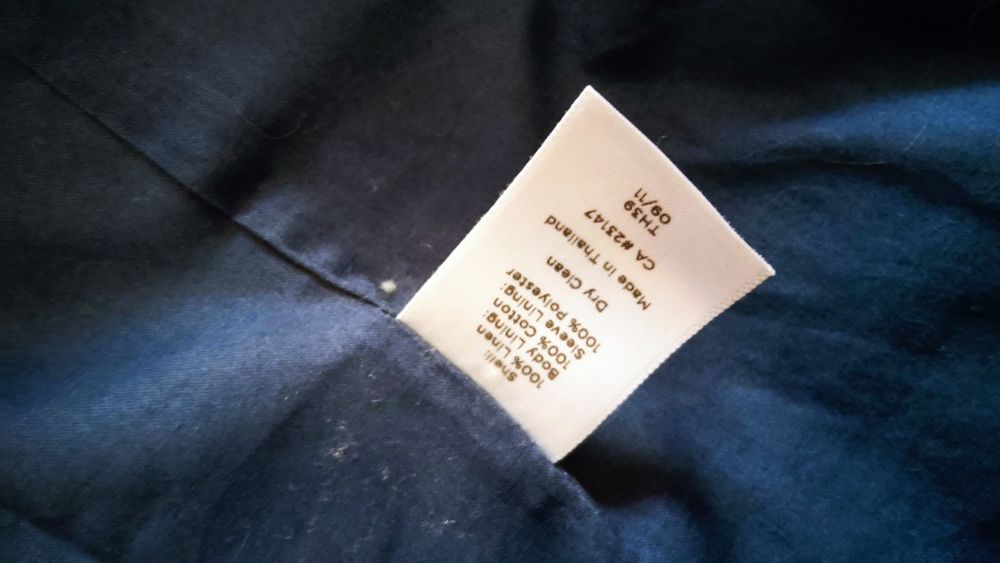 Shell:
100% Linen
Body Lining:
100% Cotton
Sleeve Lining:
100% Polyester
Dry Clean
Made in Thailand
CA #23147
TH39
09/11